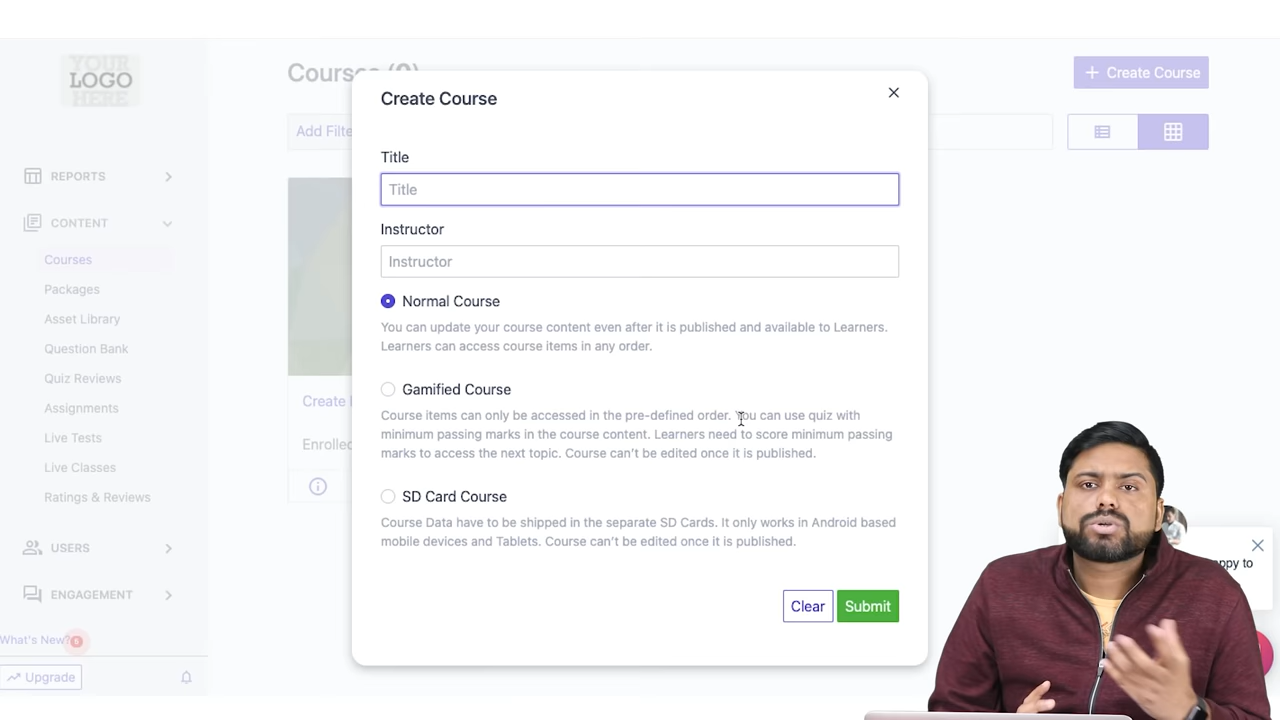 YOUR
LOGO
HERE
REPORTS
CONTENT
Courses
Packages
Asset Library
Question Bank
Quiz Reviews
Assignments
Live Tests
Live Classes
Ratings & Reviews
USERS
ENGAGEMENT
What's New?
Upgrade
Courses
+ Create Course
Add Filte
Create
Enrolled
Create Course
Title
Title
Instructor
Instructor
Normal Course
You can update your course content even after it is published and available to Learners.
Learners can access course items in any order.
Gamified Course
Course items can only be accessed in the pre-defined order. You can use quiz with
minimum passing marks in the course content. Learners need to score minimum passing
marks to access the next topic. Course can't be edited once it is published.
SD Card Course
Course Data have to be shipped in the separate SD Cards. It only works in Android based
mobile devices and Tablets. Course can't be edited once it is published.
Clear
Submit
ppy to